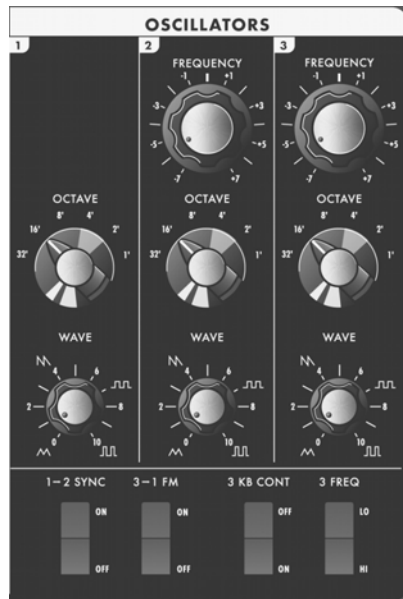 OSCILLATORS
1 2 3
FREQUENCY FREQUENCY
-1 +1 -1 +1
-3 +3 -3 +3
-5 +5 -5 +5
-7 +7 -7 +7
OCTAVE OCTAVE OCTAVE
8' 4' 8' 4' 8' 4'
16' 2' 16' 2' 16' 2'
32' 1' 32' 1' 32' 1'
WAVE WAVE WAVE
4 6 4 6 4 6
2 8 2 8 2 8
0 10 0 10 0 10
1–2 SYNC 3–1 FM 3 KB CONT 3 FREQ
ON ON OFF LO
OFF OFF ON HI